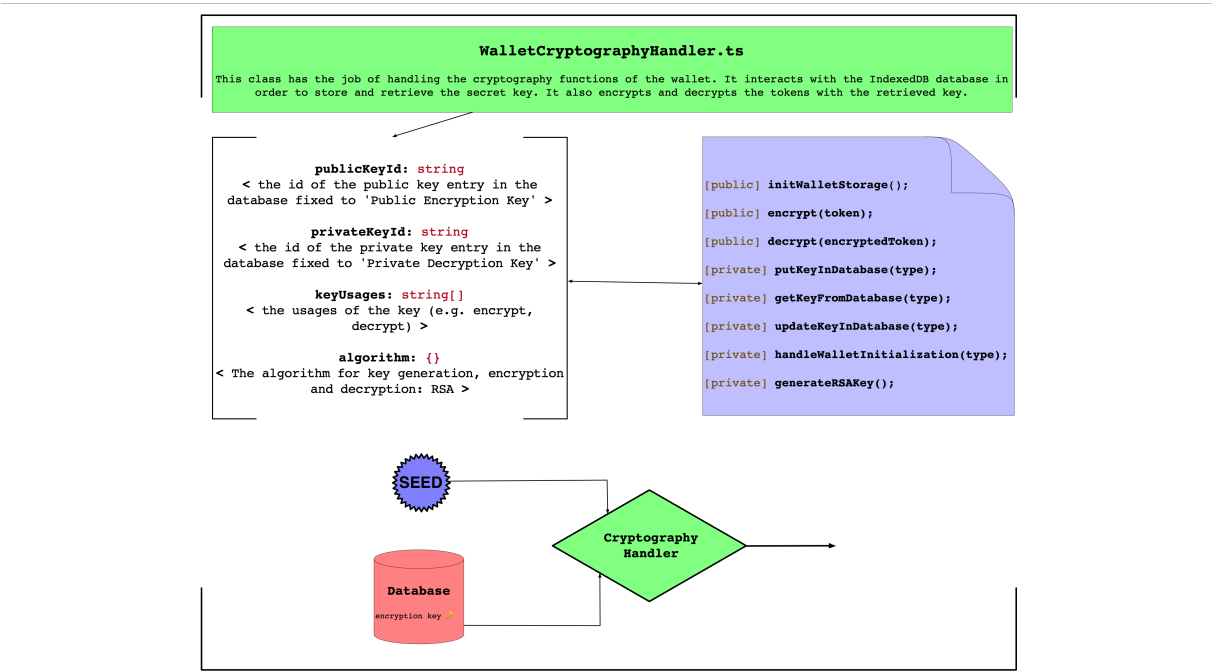 WalletCryptographyHandler.ts
This class has the job of handling the cryptography functions of the wallet. It interacts with the IndexedDB database in
order to store and retrieve the secret key. It also encrypts and decrypts the tokens with the retrieved key.
publicKeyId: string
< the id of the public key entry in the
database fixed to 'Public Encryption Key' >
privateKeyId: string
< the id of the private key entry in the
database fixed to 'Private Decryption Key' >
keyUsages: string[]
< the usages of the key (e.g. encrypt,
decrypt) >
algorithm: {}
< The algorithm for key generation, encryption
and decryption: RSA >
[public] initWalletStorage();
[public] encrypt(token);
[public] decrypt(encryptedToken);
[private] putKeyInDatabase(type);
[private] getKeyFromDatabase(type);
[private] updateKeyInDatabase(type);
[private] handleWalletInitialization(type);
[private] generateRSAKey();
SEED
Cryptography
Handler
Database
encryption key 🔑